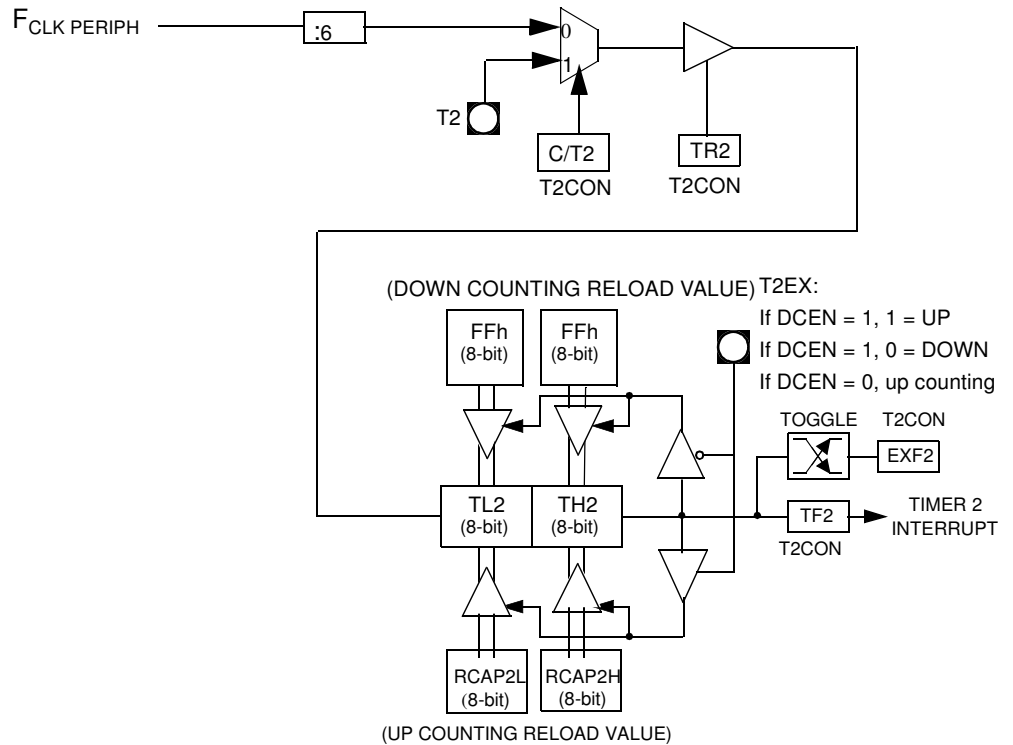 FCLK PERIPH
:6
0
1
T2
C/T2
TR2
T2CON
T2CON
(DOWN COUNTING RELOAD VALUE)
T2EX:
If DCEN = 1, 1 = UP
If DCEN = 1, 0 = DOWN
If DCEN = 0, up counting
FFh
(8-bit)
FFh
(8-bit)
TOGGLE
T2CON
EXF2
TL2
(8-bit)
TH2
(8-bit)
TF2
T2CON
TIMER 2
INTERRUPT
RCAP2L
(8-bit)
RCAP2H
(8-bit)
(UP COUNTING RELOAD VALUE)